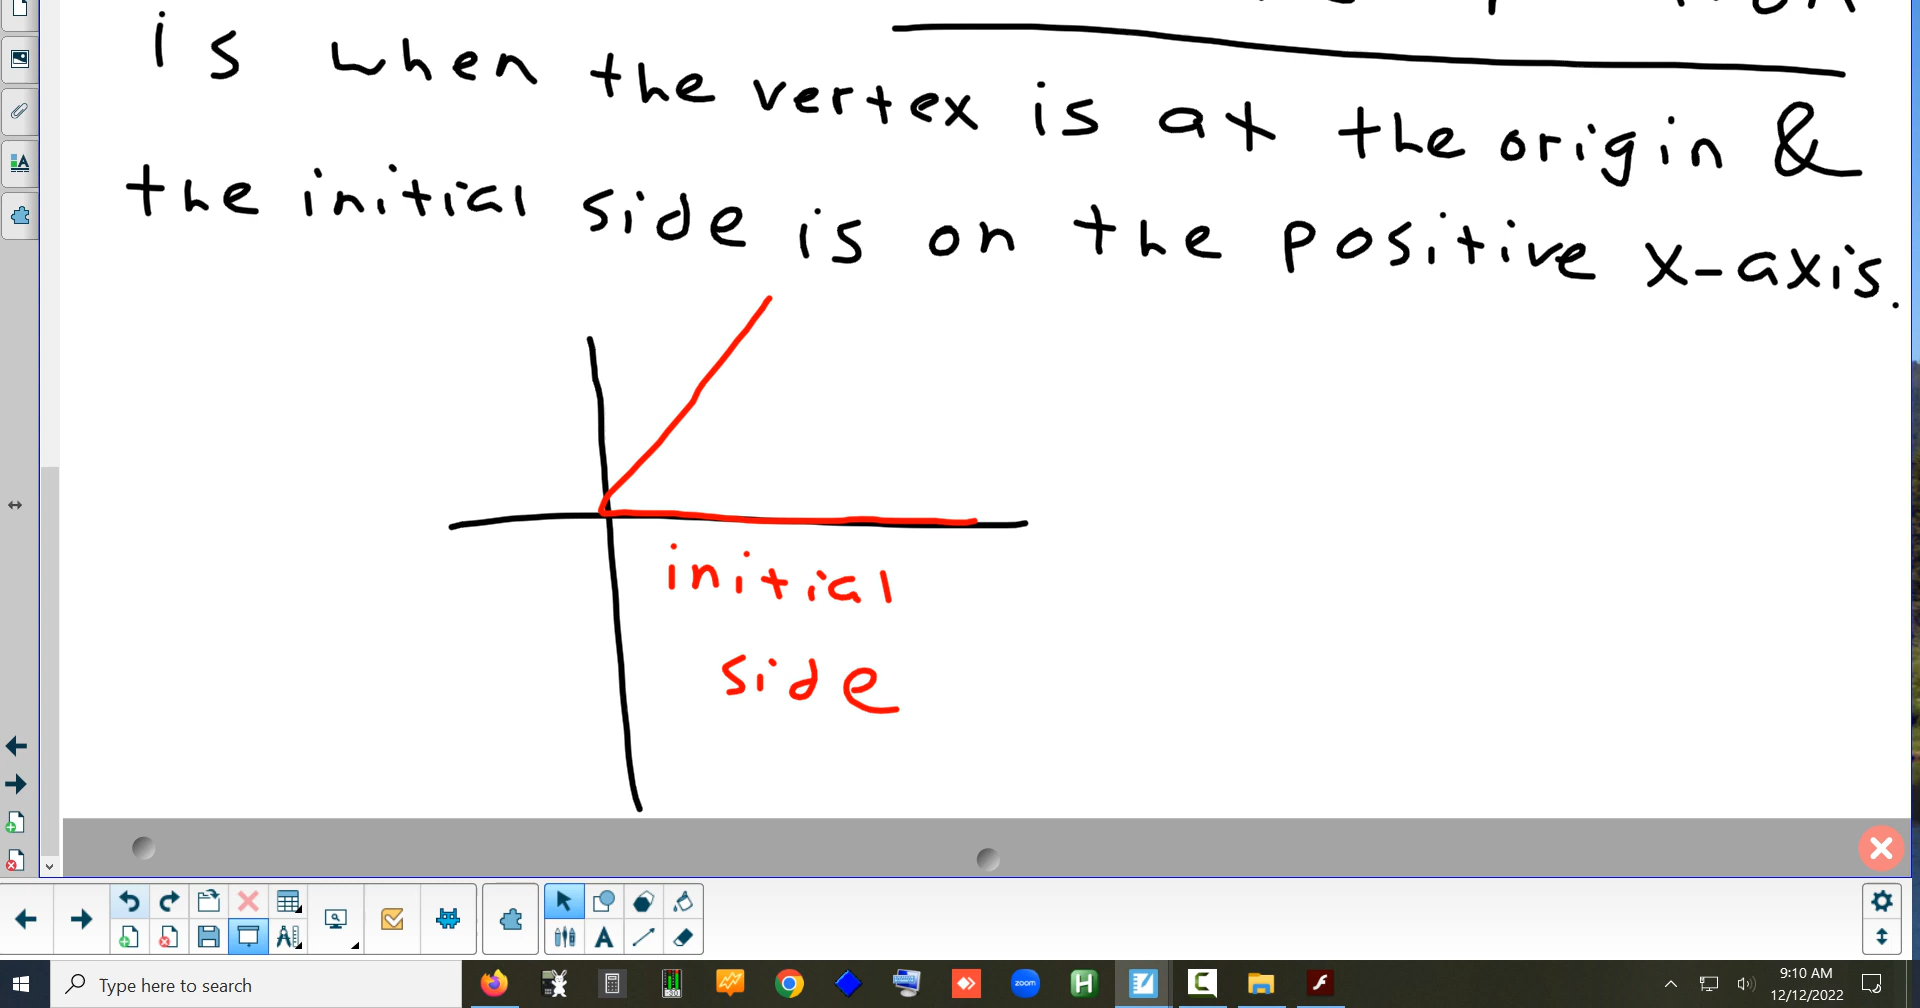 is when the vertex is at the origin &
the initial side is on the positive x-axis.
initial
side
Type here to search
zoom
9:10 AM
12/12/2022